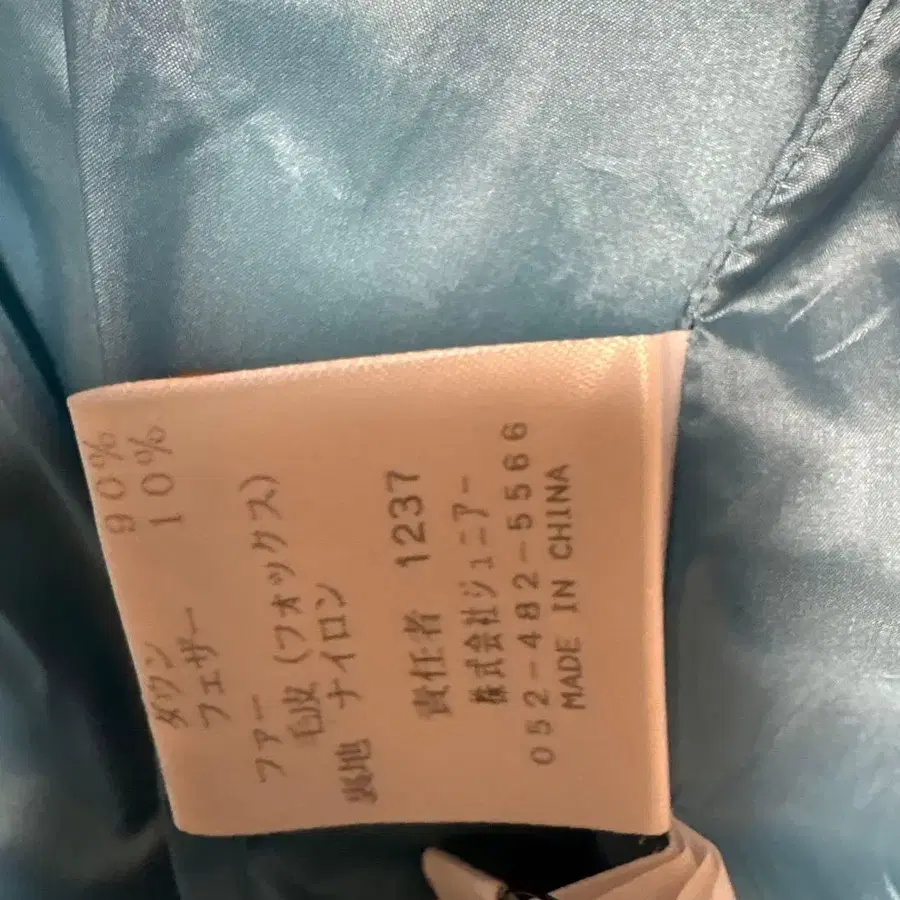 ダウン 90%
フェザー 10%
ファー
毛皮 (フォックス)
裏地 ナイロン
責任者 1237
株式会社ジュニアー
052-482-5566
MADE IN CHINA